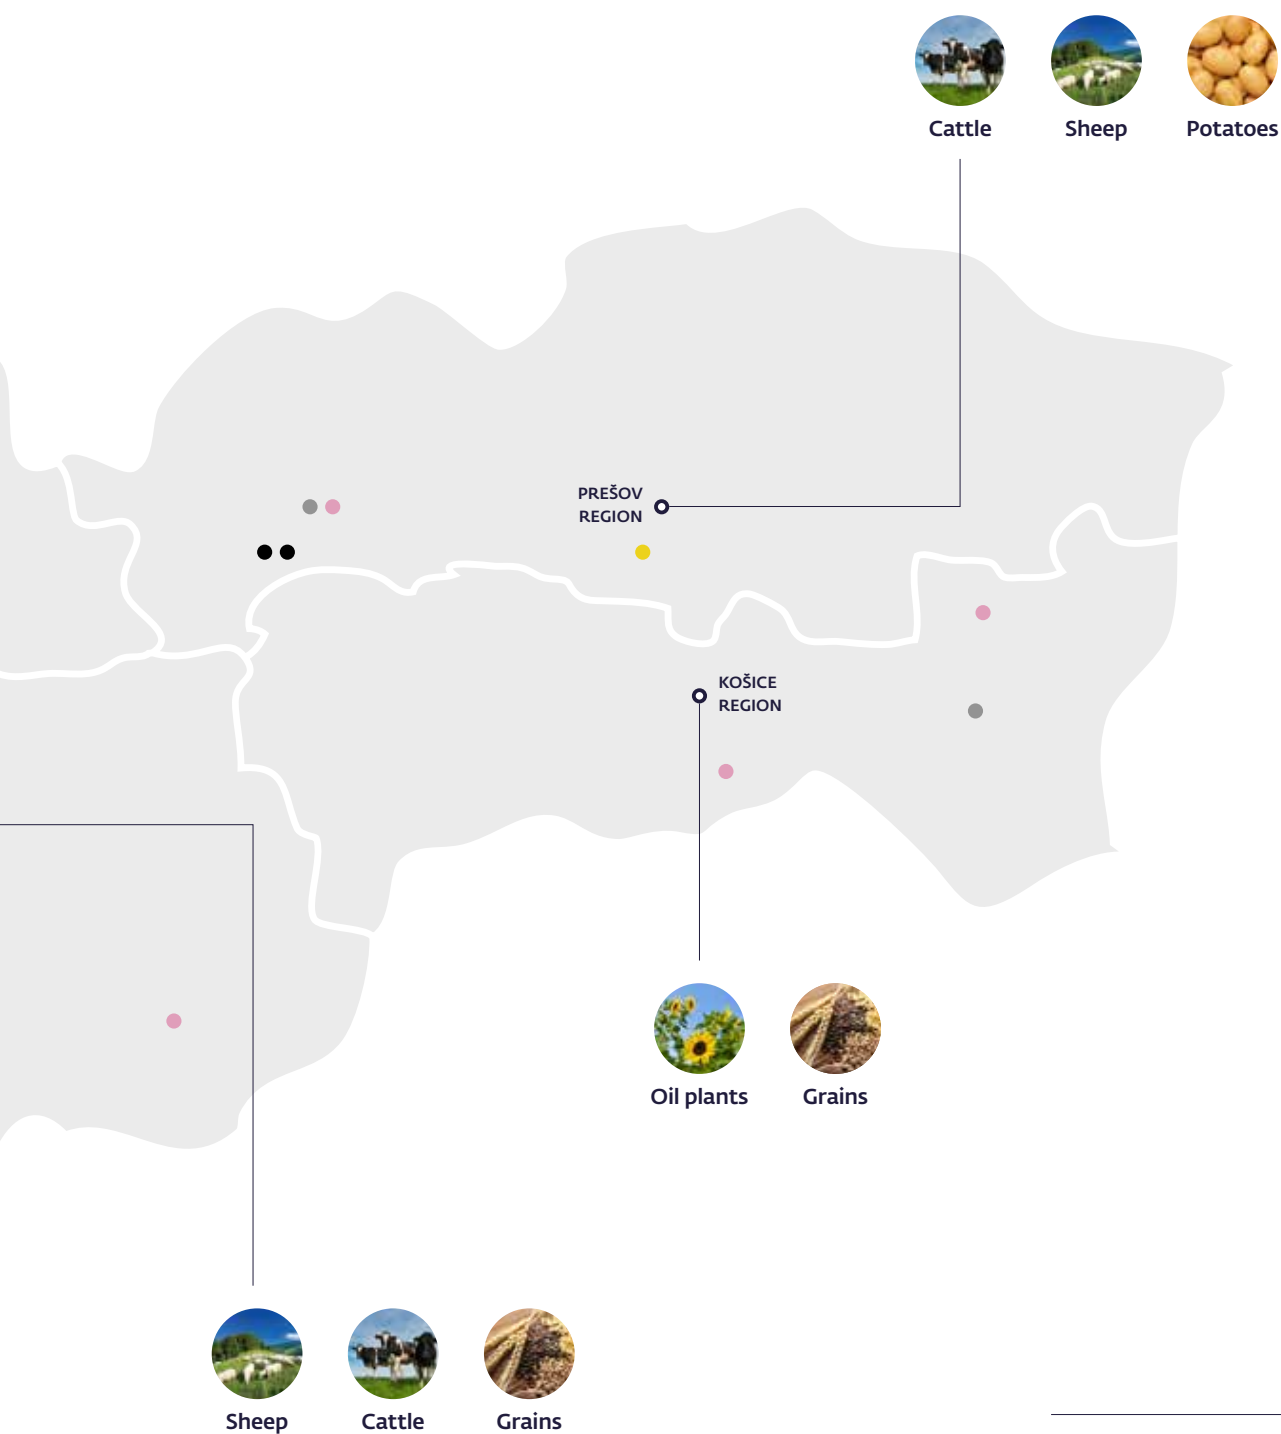 Cattle
Sheep
Potatoes
PREŠOV
REGION
KOŠICE
REGION
Oil plants
Grains
Sheep
Cattle
Grains